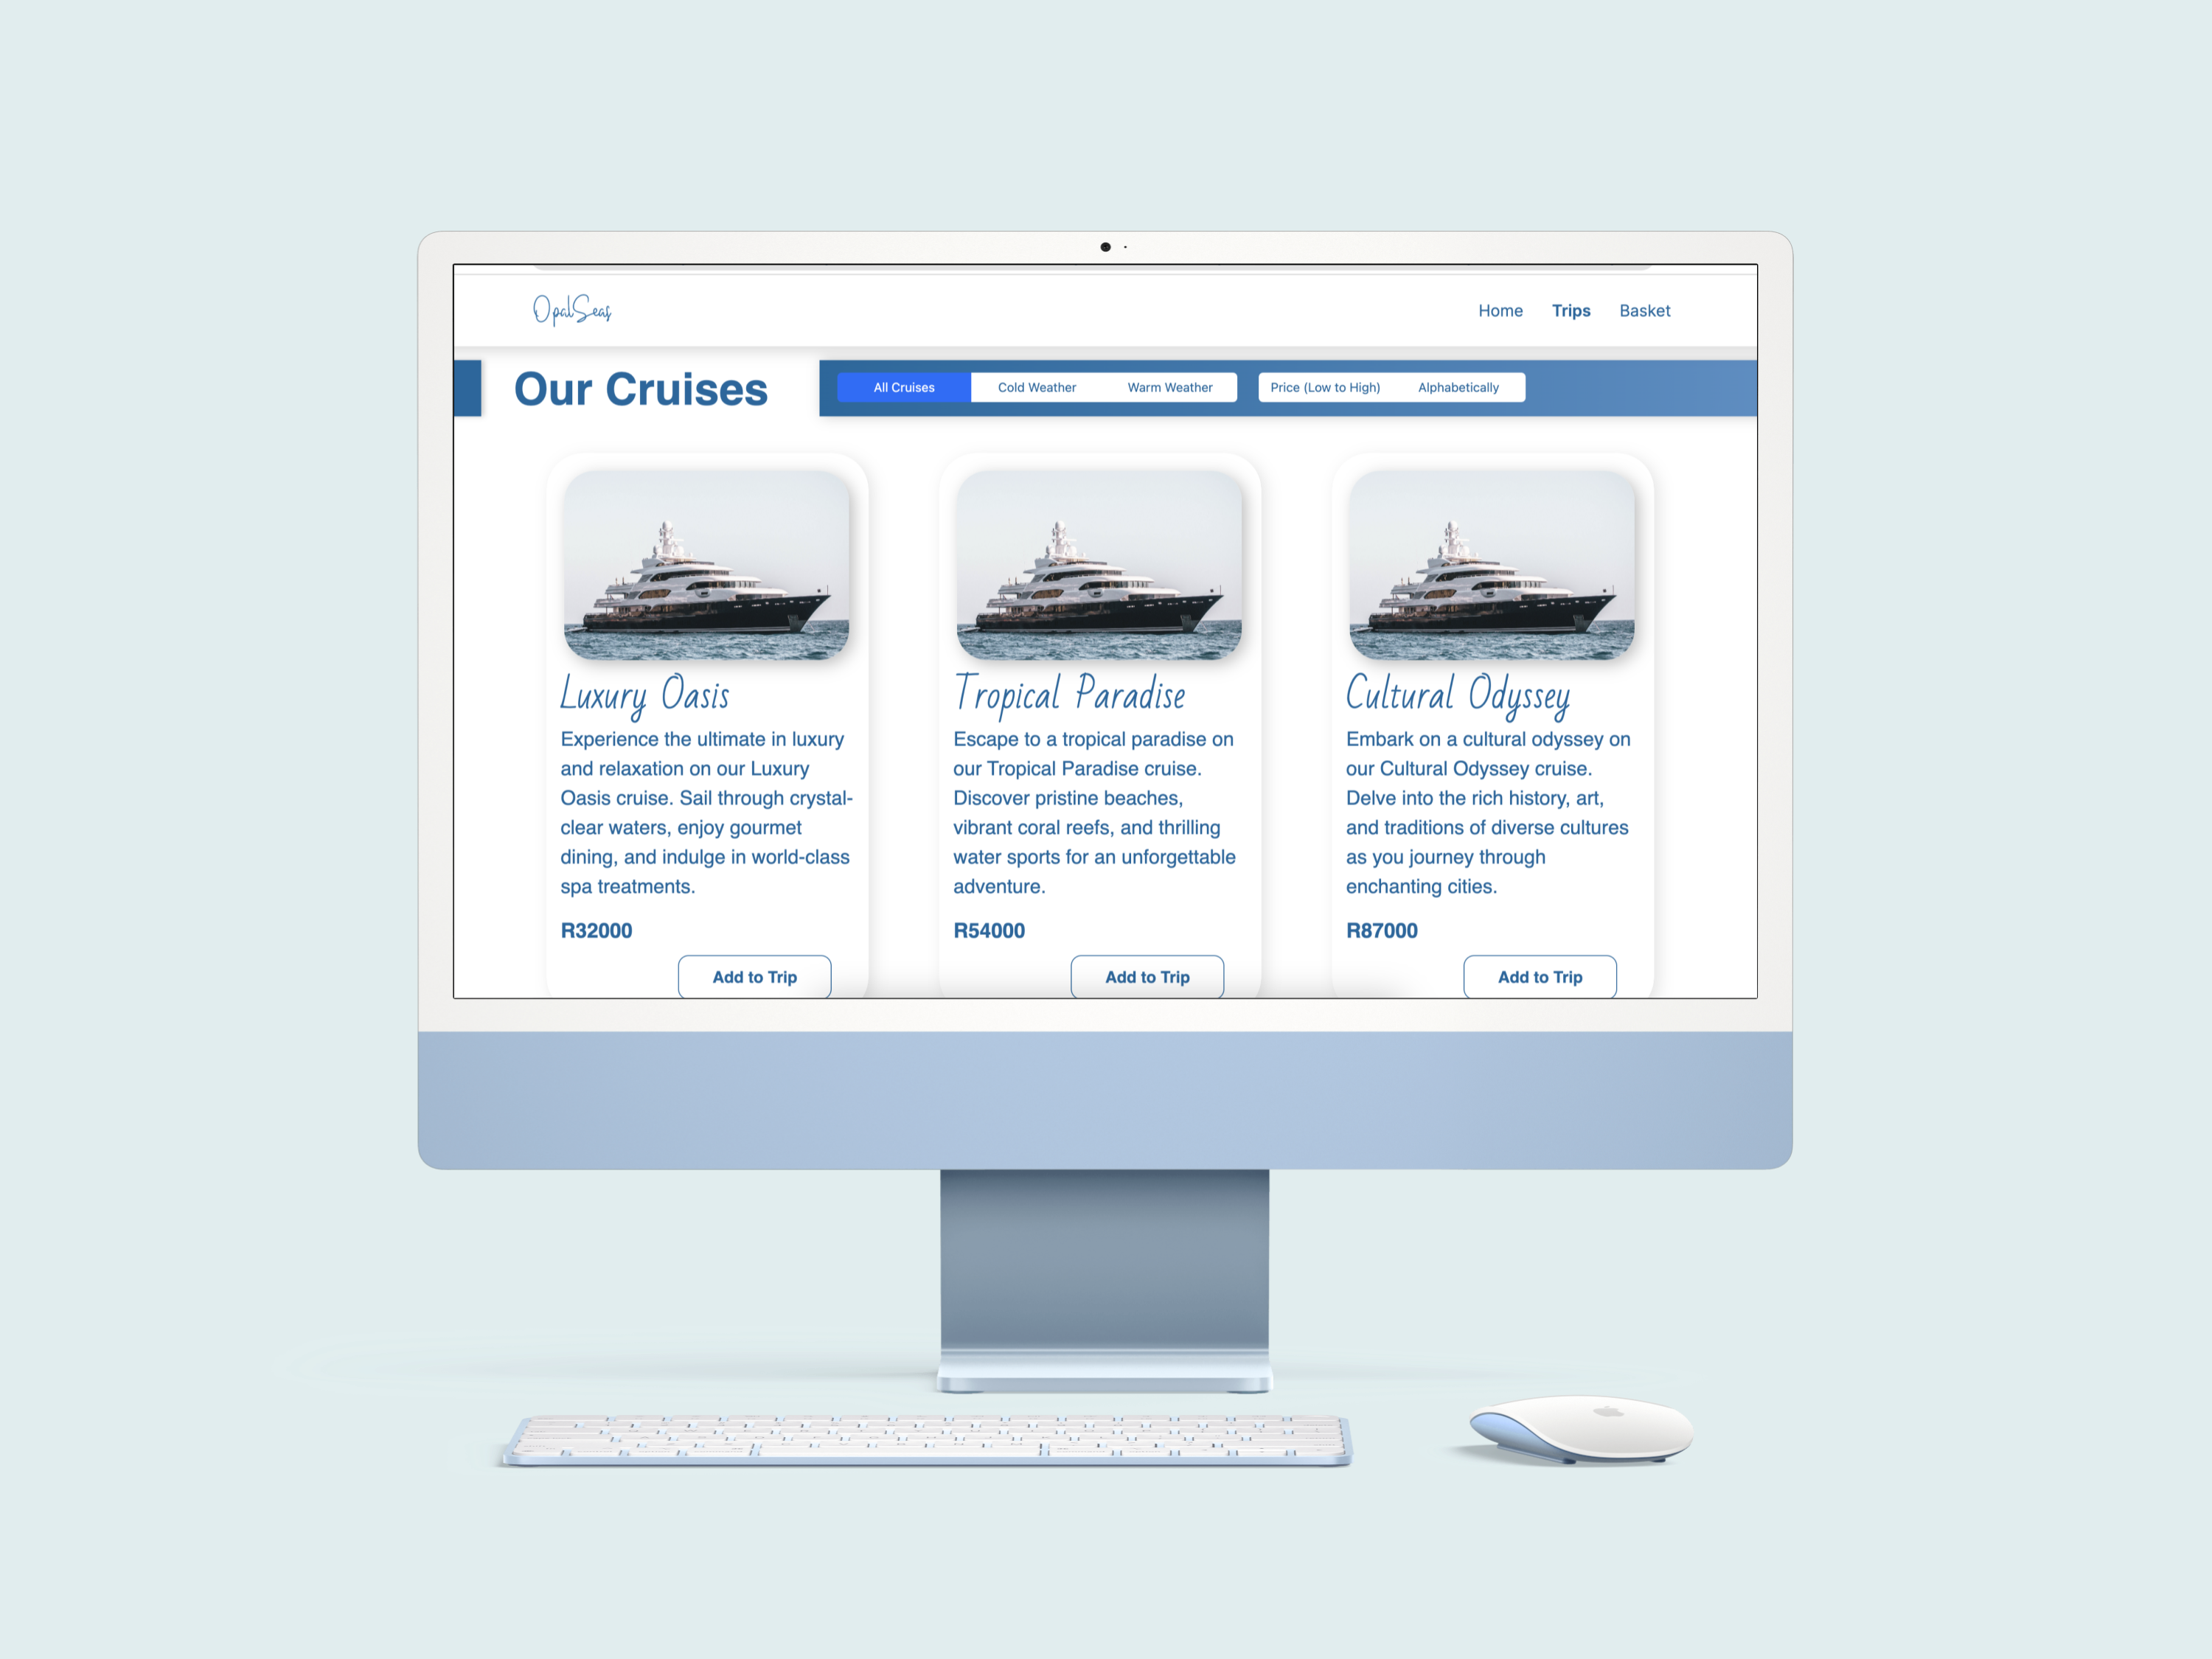 OpalSeas
Home Trips Basket
Our Cruises
All Cruises Cold Weather Warm Weather Price (Low to High) Alphabetically
Luxury Oasis
Experience the ultimate in luxury
and relaxation on our Luxury
Oasis cruise. Sail through crystal-
clear waters, enjoy gourmet
dining, and indulge in world-class
spa treatments.
R32000
Add to Trip
Tropical Paradise
Escape to a tropical paradise on
our Tropical Paradise cruise.
Discover pristine beaches,
vibrant coral reefs, and thrilling
water sports for an unforgettable
adventure.
R54000
Add to Trip
Cultural Odyssey
Embark on a cultural odyssey on
our Cultural Odyssey cruise.
Delve into the rich history, art,
and traditions of diverse cultures
as you journey through
enchanting cities.
R87000
Add to Trip